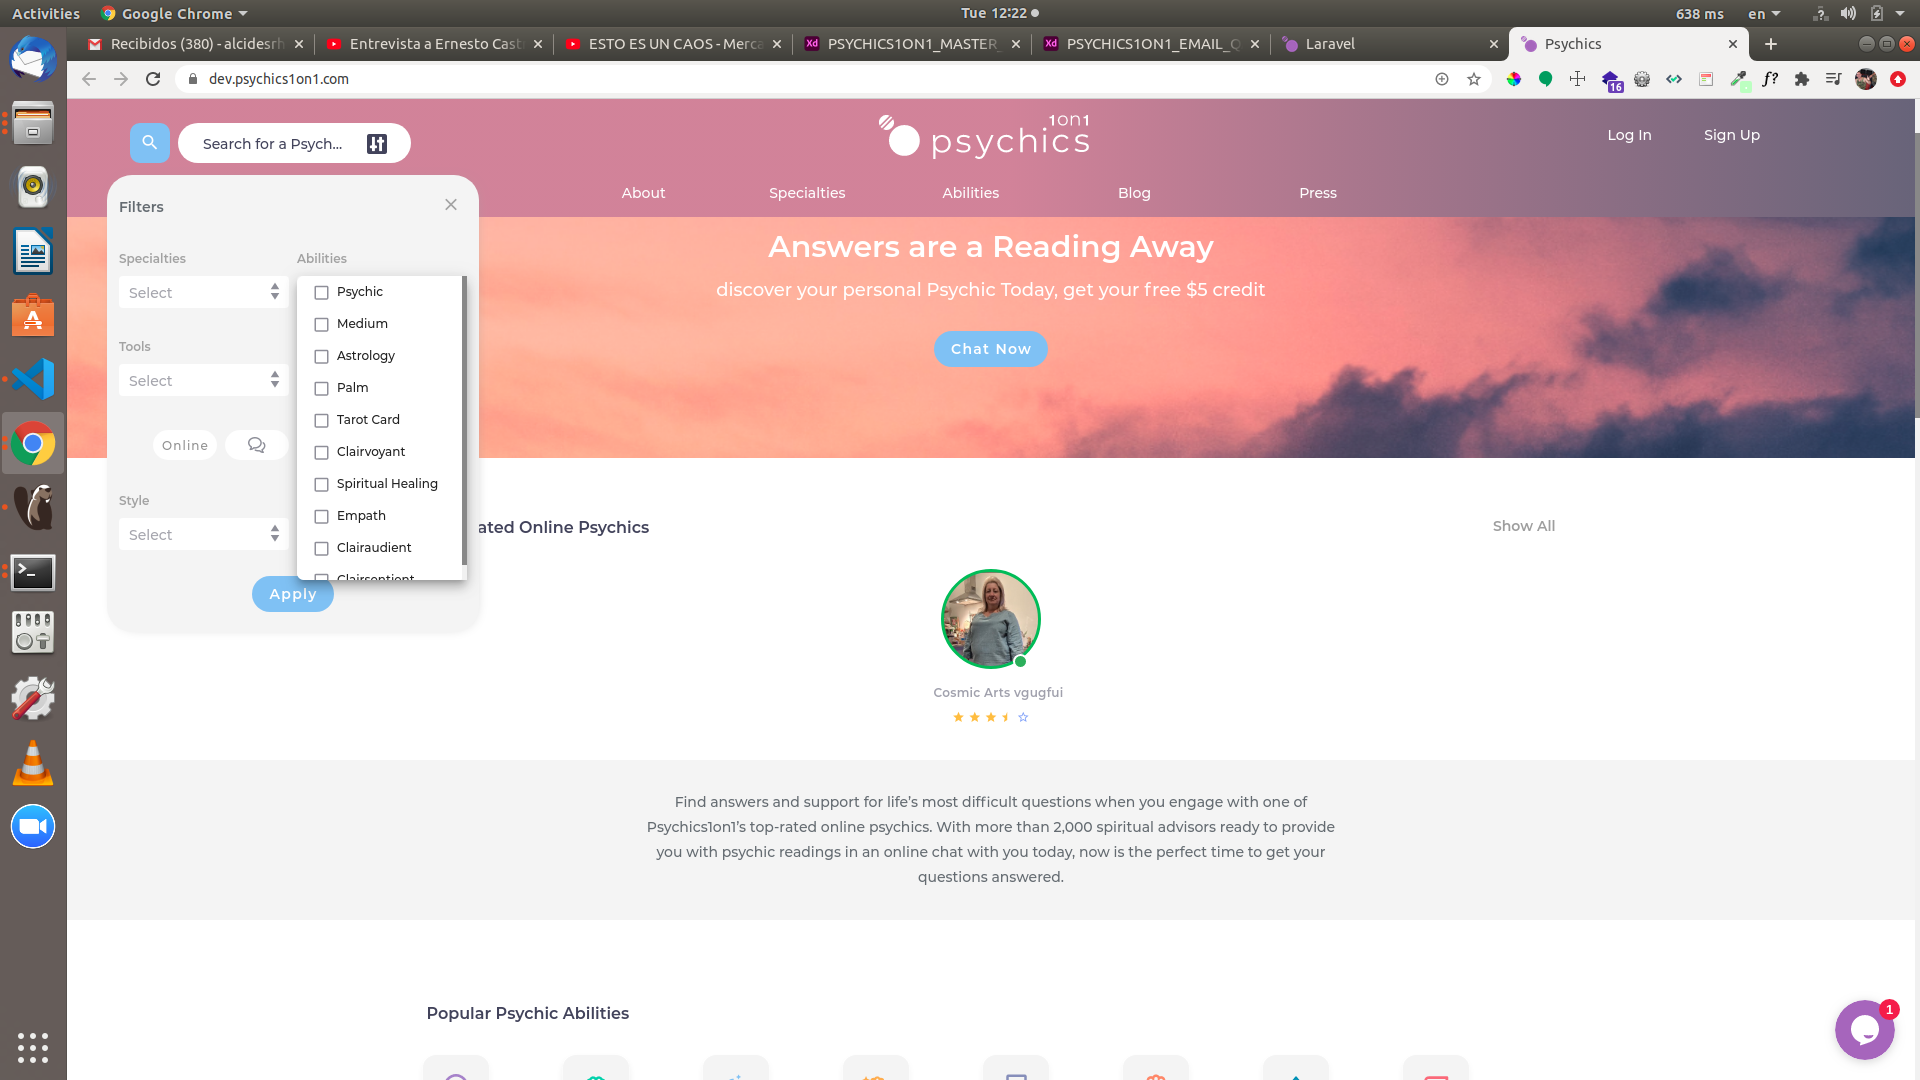 Activities
Google Chrome
Tue 12:22
638 ms
en
Recibidos (380) - alcidesrh
Entrevista a Ernesto Cast
ESTO ES UN CAOS - Merca
PSYCHICS1ON1_MASTER_
PSYCHICS1ON1_EMAIL_Q
Laravel
Psychics
dev.psychics1on1.com
16
f?
Search for a Psych...
1on1
psychics
Log In
Sign Up
About
Specialties
Abilities
Blog
Press
Filters
Specialties
Abilities
Select
Psychic
Medium
Astrology
Palm
Tarot Card
Clairvoyant
Spiritual Healing
Empath
Clairaudient
Clairsentient
Tools
Select
Online
Style
Select
Apply
Answers are a Reading Away
discover your personal Psychic Today, get your free $5 credit
Chat Now
ated Online Psychics
Show All
Cosmic Arts vgugfui
Find answers and support for life’s most difficult questions when you engage with one of
Psychics1on1’s top-rated online psychics. With more than 2,000 spiritual advisors ready to provide
you with psychic readings in an online chat with you today, now is the perfect time to get your
questions answered.
Popular Psychic Abilities
1